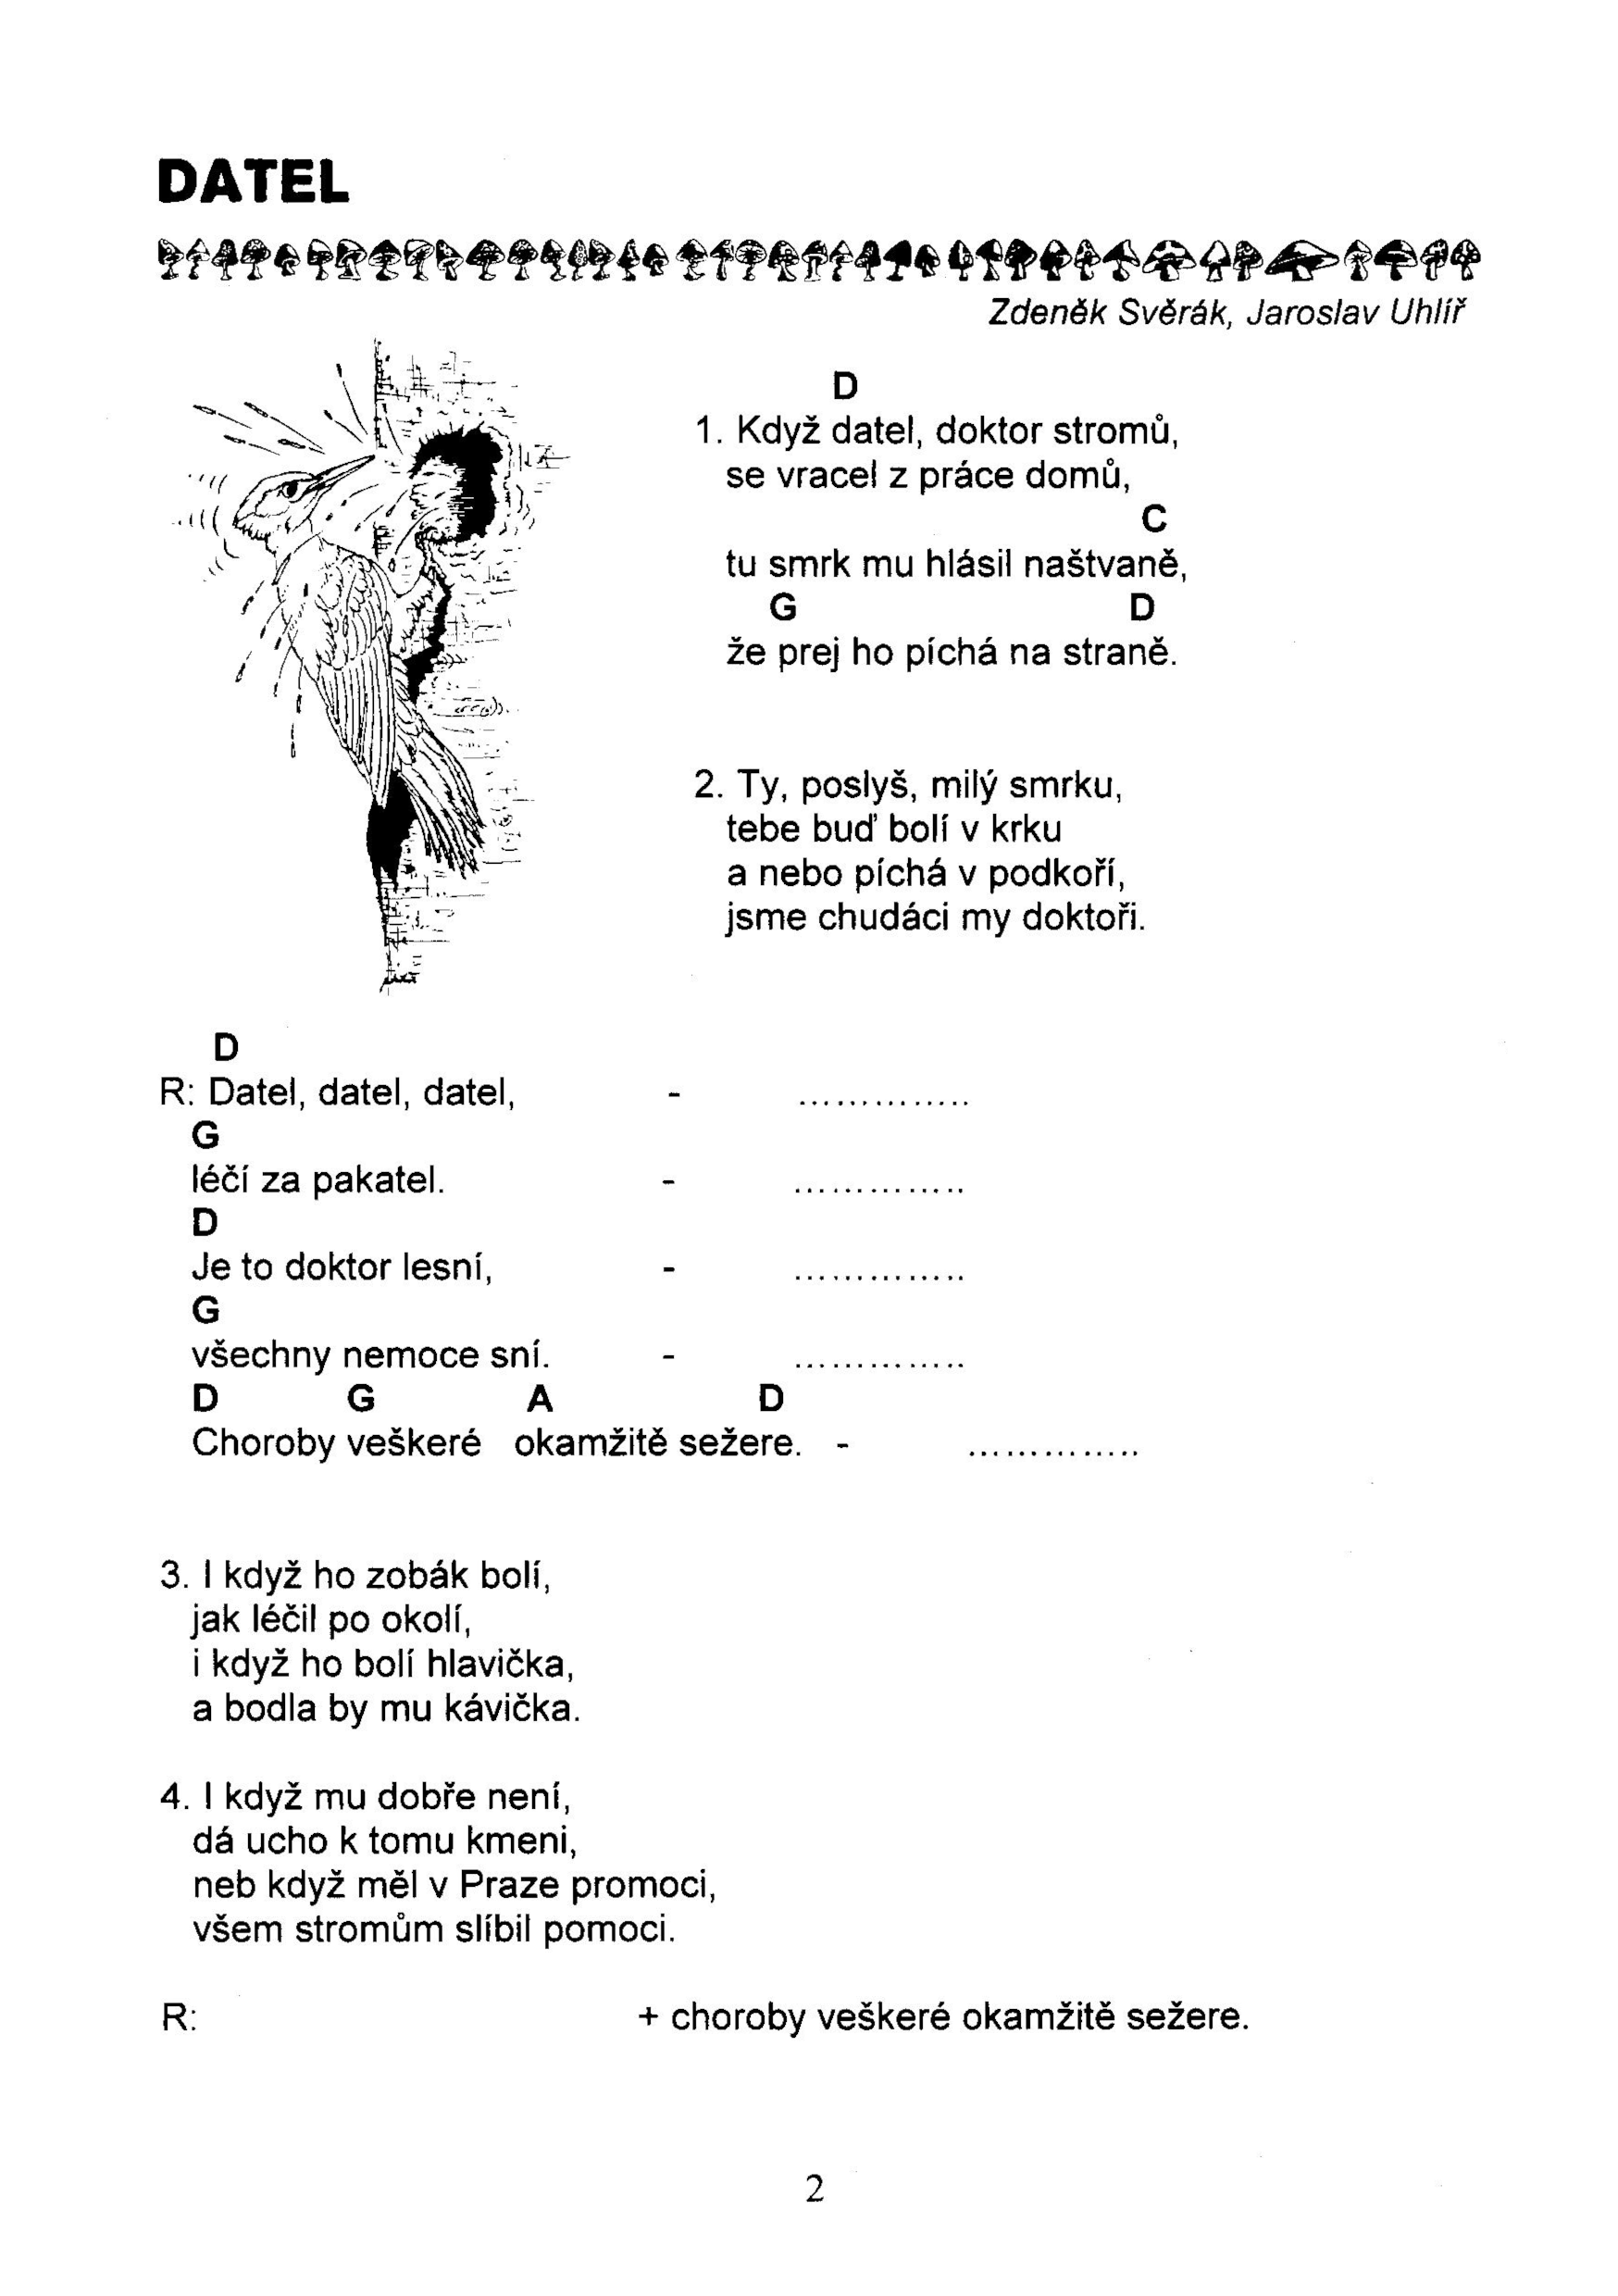 DATEL
Zdeněk Svěrák, Jaroslav Uhlíř
D
1. Když datel, doktor stromů,
se vracel z práce domů,
C
tu smrk mu hlásil naštvaně,
G D
že prej ho píchá na straně.
2. Ty, poslyš, milý smrku,
tebe buď bolí v krku
a nebo píchá v podkoří,
jsme chudáci my doktoři.
D
R: Datel, datel, datel, - ..............
G
léčí za pakatel. - ..............
D
Je to doktor lesní, - ..............
G
všechny nemoce sní. - ..............
D G A D
Choroby veškeré okamžitě sežere. - ..............
3. I když ho zobák bolí,
jak léčil po okolí,
i když ho bolí hlavička,
a bodla by mu kávička.
4. I když mu dobře není,
dá ucho k tomu kmeni,
neb když měl v Praze promoci,
všem stromům slíbil pomoci.
R: + choroby veškeré okamžitě sežere.
2